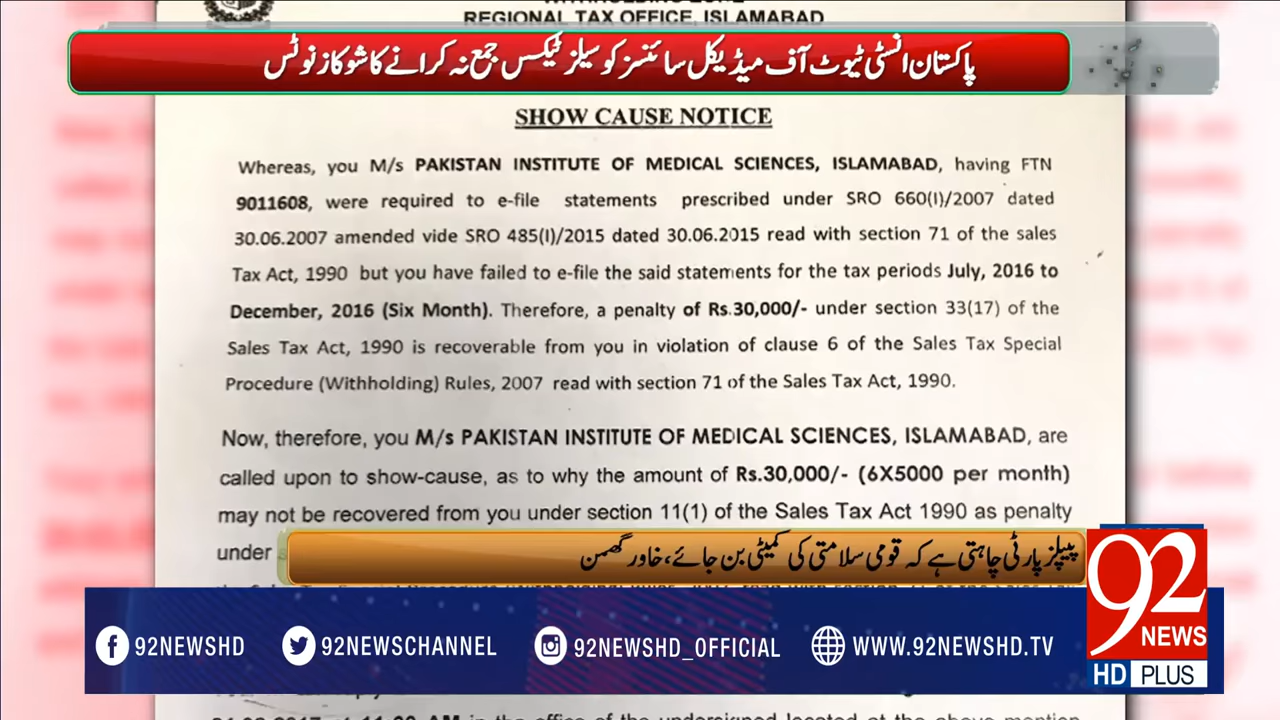 REGIONAL TAX OFFICE, ISLAMABAD
پاکستان انسٹی ٹیوٹ آف میڈیکل سائنسز کو سیلز ٹیکس جمع نہ کرانے کا شوکاز نوٹس
SHOW CAUSE NOTICE
Whereas, you M/s PAKISTAN INSTITUTE OF MEDICAL SCIENCES, ISLAMABAD, having FTN
9011608, were required to e-file statements prescribed under SRO 660(I)/2007 dated
30.06.2007 amended vide SRO 485(I)/2015 dated 30.06.2015 read with section 71 of the sales
Tax Act, 1990 but you have failed to e-file the said statements for the tax periods July, 2016 to
December, 2016 (Six Month). Therefore, a penalty of Rs.30,000/- under section 33(17) of the
Sales Tax Act, 1990 is recoverable from you in violation of clause 6 of the Sales Tax Special
Procedure (Withholding) Rules, 2007 read with section 71 of the Sales Tax Act, 1990.
Now, therefore, you M/s PAKISTAN INSTITUTE OF MEDICAL SCIENCES, ISLAMABAD, are
called upon to show-cause, as to why the amount of Rs.30,000/- (6X5000 per month)
may not be recovered from you under section 11(1) of the Sales Tax Act 1990 as penalty
under
پیپلز پارٹی چاہتی ہے کہ قومی سلامتی کی کمیٹی بن جائے، خاور گھمن
92 NEWS
HD PLUS
92NEWSHD
92NEWSCHANNEL
92NEWSHD_OFFICIAL
WWW.92NEWSHD.TV